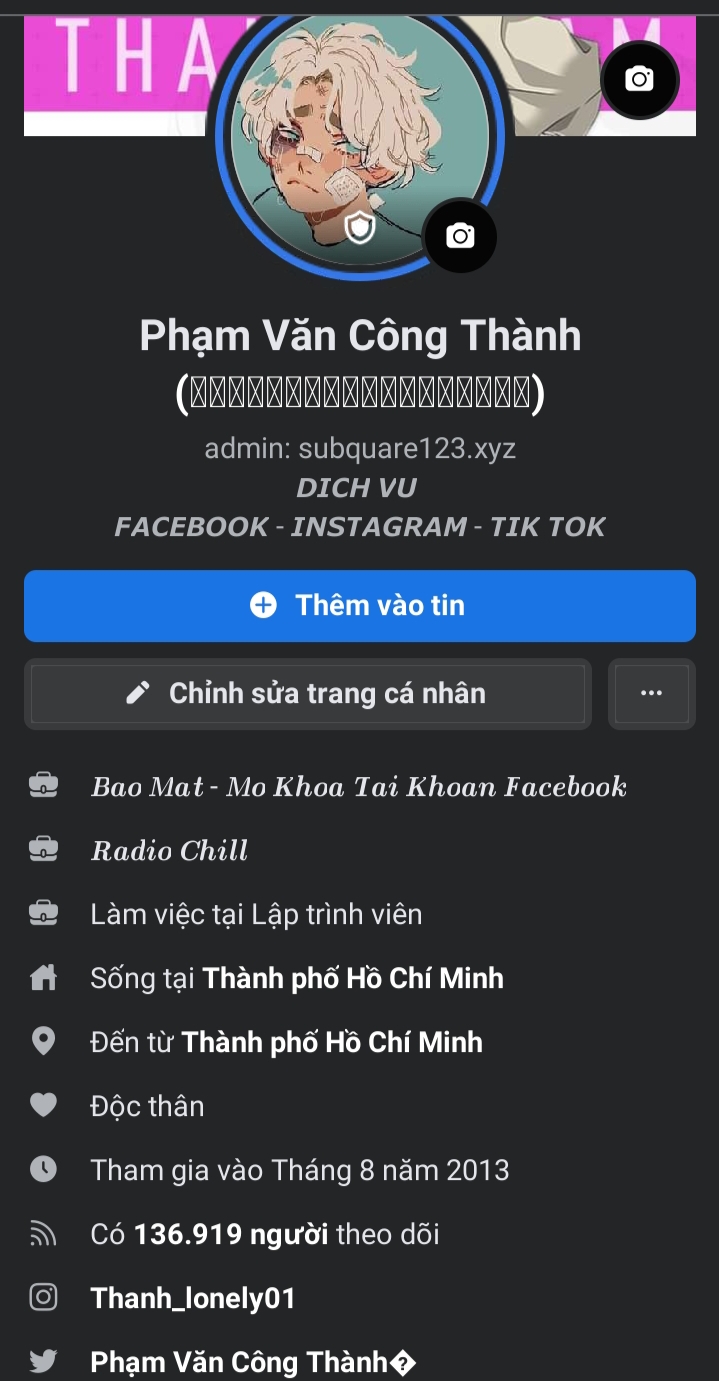 THA AM
Phạm Văn Công Thành
admin: subquare123.xyz
DICH VU
FACEBOOK - INSTAGRAM - TIK TOK
Thêm vào tin
Chỉnh sửa trang cá nhân
Bao Mat - Mo Khoa Tai Khoan Facebook
Radio Chill
Làm việc tại Lập trình viên
Sống tại Thành phố Hồ Chí Minh
Đến từ Thành phố Hồ Chí Minh
Độc thân
Tham gia vào Tháng 8 năm 2013
Có 136.919 người theo dõi
Thanh_lonely01
Phạm Văn Công Thành�